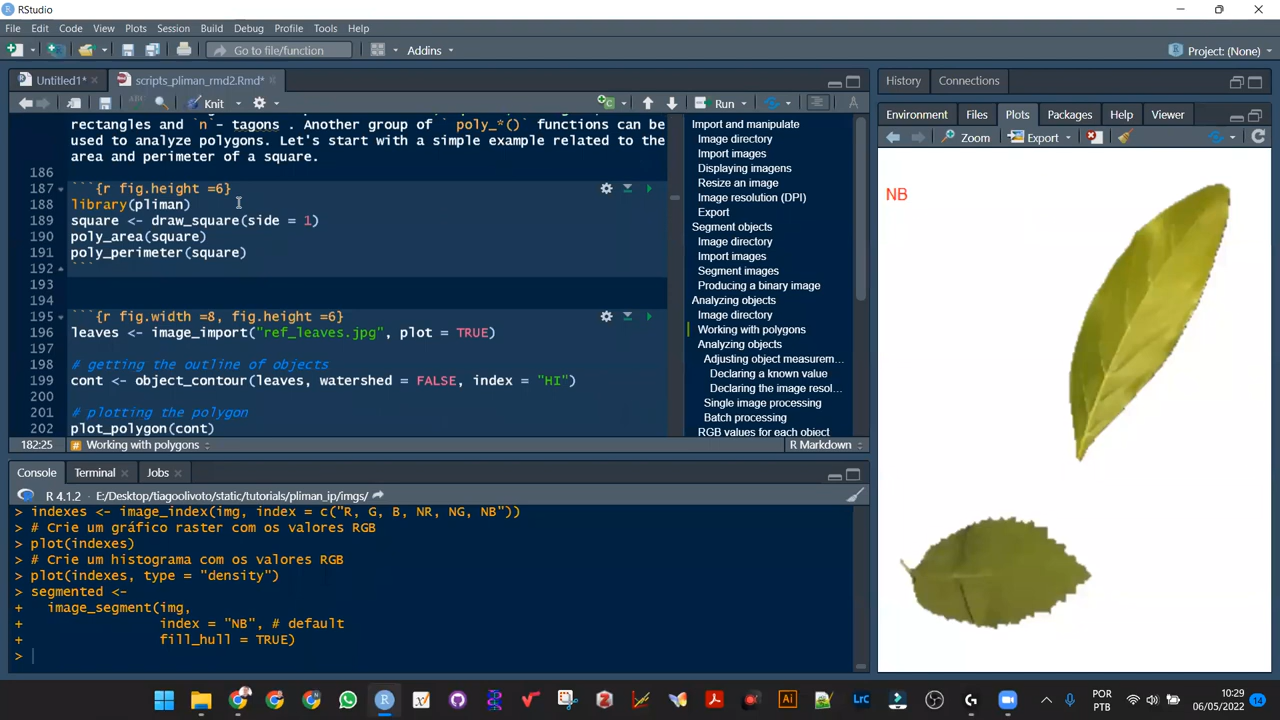 RStudio
File Edit Code View Plots Session Build Debug Profile Tools Help
Go to file/function Addins Project: (None)
Untitled1* scripts_pliman_rmd2.Rmd*
Knit Run
rectangles and `n`-tagons . Another group of ``poly_*()` functions can be
used to analyze polygons. Let's start with a simple example related to the
area and perimeter of a square.
186
187 ```{r fig.height =6}
188 library(pliman)
189 square <- draw_square(side = 1)
190 poly_area(square)
191 poly_perimeter(square)
192 ```
193
194
195 ```{r fig.width =8, fig.height =6}
196 leaves <- image_import("ref_leaves.jpg", plot = TRUE)
197
198 # getting the outline of objects
199 cont <- object_contour(leaves, watershed = FALSE, index = "HI")
200
201 # plotting the polygon
202 plot_polygon(cont)
182:25 # Working with polygons R Markdown
Import and manipulate
Image directory
Import images
Displaying imagens
Resize an image
Image resolution (DPI)
Export
Segment objects
Image directory
Import images
Segment images
Producing a binary image
Analyzing objects
Image directory
Working with polygons
Analyzing objects
Adjusting object measurem...
Declaring a known value
Declaring the image resol...
Single image processing
Batch processing
RGB values for each object
Console Terminal Jobs
R 4.1.2 · E:/Desktop/tiagoolivoto/static/tutorials/pliman_ip/imgs/
> indexes <- image_index(img, index = c("R, G, B, NR, NG, NB"))
> # Crie um gráfico raster com os valores RGB
> plot(indexes)
> # Crie um histograma com os valores RGB
> plot(indexes, type = "density")
> segmented <-
+ image_segment(img,
+ index = "NB", # default
+ fill_hull = TRUE)
>
History Connections
Environment Files Plots Packages Help Viewer
Zoom Export
NB
Ai LrC
POR
PTB
10:29
06/05/2022